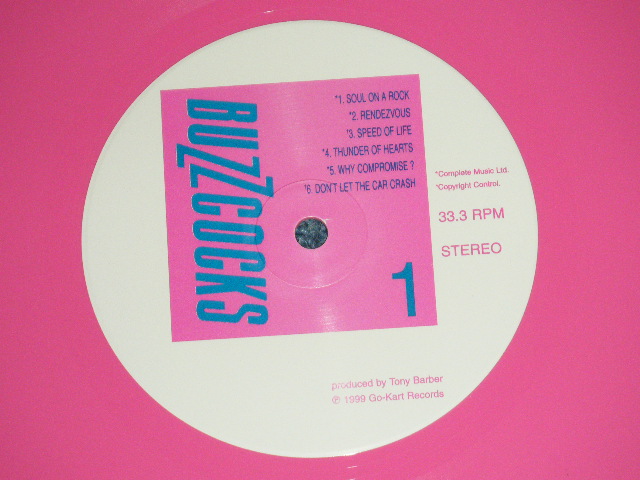 BUZZCOCKS
*1. SOUL ON A ROCK
*2. RENDEZVOUS
*3. SPEED OF LIFE
*4. THUNDER OF HEARTS
*5. WHY COMPROMISE ?
*6. DON'T LET THE CAR CRASH
1
*Complete Music Ltd.
*Copyright Control.
33.3 RPM
STEREO
produced by Tony Barber
℗ 1999 Go-Kart Records